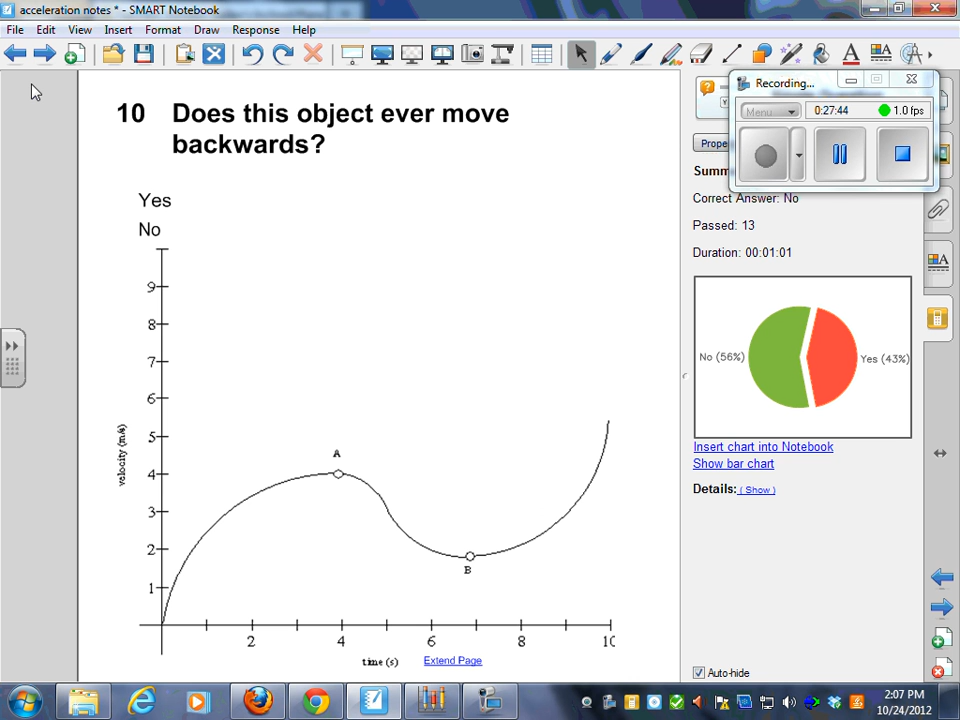 acceleration notes * - SMART Notebook
File Edit View Insert Format Draw Response Help
Recording...
Menu
0:27:44
1.0 fps
10 Does this object ever move
backwards?
Yes
No
Prope
Summ
Correct Answer: No
Passed: 13
Duration: 00:01:01
No (56%)
Yes (43%)
Insert chart into Notebook
Show bar chart
Details: ( Show )
9
8
7
6
5
4
3
2
1
velocity (m/s)
A
B
2 4 6 8 10
time (s)
Extend Page
Auto-hide
2:07 PM
10/24/2012